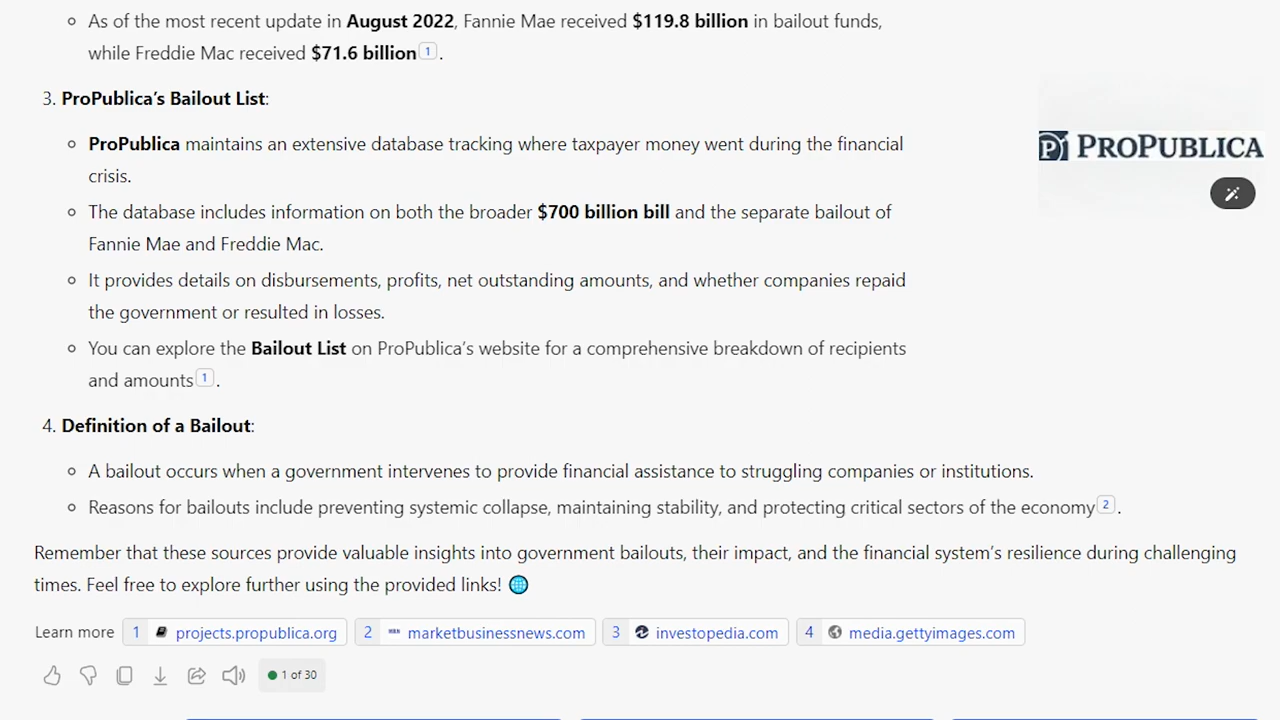 As of the most recent update in August 2022, Fannie Mae received $119.8 billion in bailout funds,
while Freddie Mac received $71.6 billion 1 .
3. ProPublica’s Bailout List:
ProPublica maintains an extensive database tracking where taxpayer money went during the financial
crisis.
PROPUBLICA
The database includes information on both the broader $700 billion bill and the separate bailout of
Fannie Mae and Freddie Mac.
It provides details on disbursements, profits, net outstanding amounts, and whether companies repaid
the government or resulted in losses.
You can explore the Bailout List on ProPublica’s website for a comprehensive breakdown of recipients
and amounts 1 .
4. Definition of a Bailout:
A bailout occurs when a government intervenes to provide financial assistance to struggling companies or institutions.
Reasons for bailouts include preventing systemic collapse, maintaining stability, and protecting critical sectors of the economy 2 .
Remember that these sources provide valuable insights into government bailouts, their impact, and the financial system’s resilience during challenging
times. Feel free to explore further using the provided links!
Learn more 1 projects.propublica.org 2 marketbusinessnews.com 3 investopedia.com 4 media.gettyimages.com
1 of 30